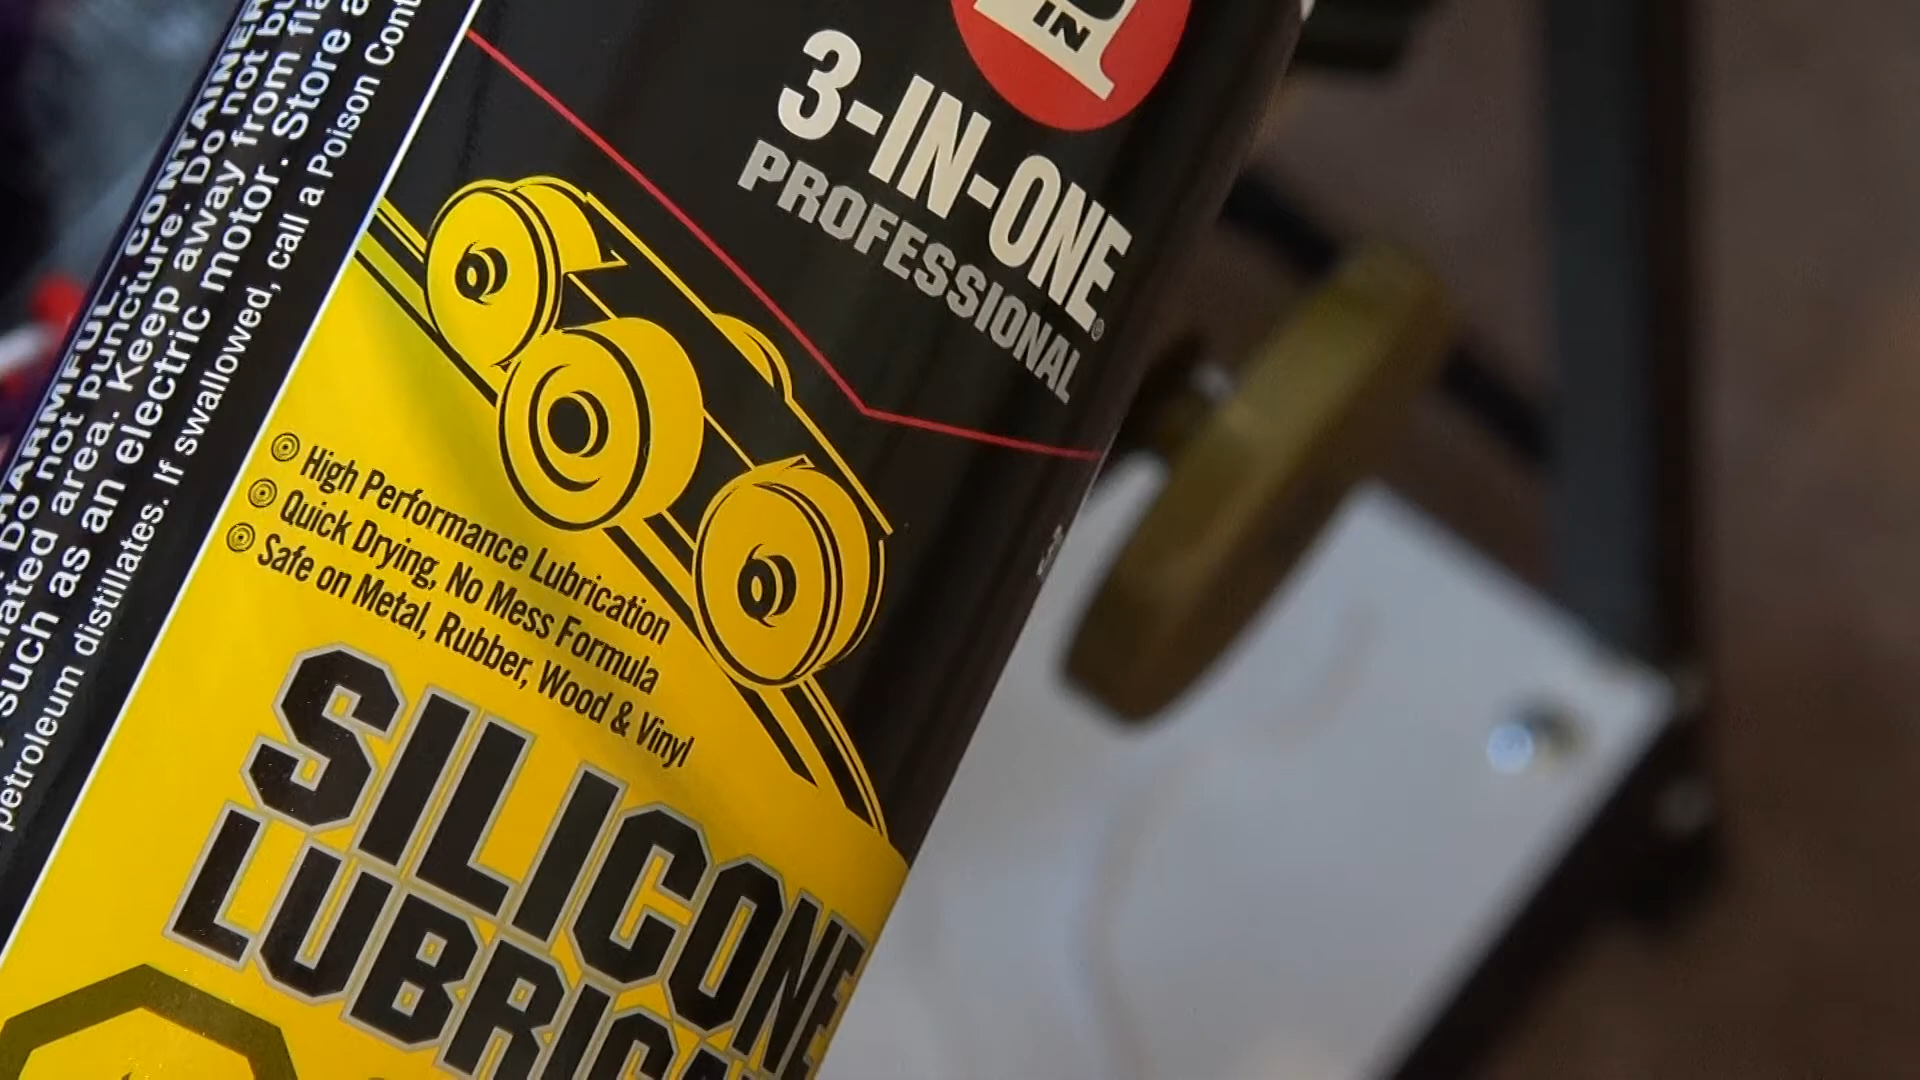 IN
3-IN-ONE®
PROFESSIONAL
High Performance Lubrication
Quick Drying, No Mess Formula
Safe on Metal, Rubber, Wood & Vinyl
SILICONE
LUBRICA
HARMFUL: CONTAINER
Do not puncture. Do not bu
area. Keep away from fla
such as an electric motor. Store a
petroleum distillates. If swallowed, call a Poison Cont